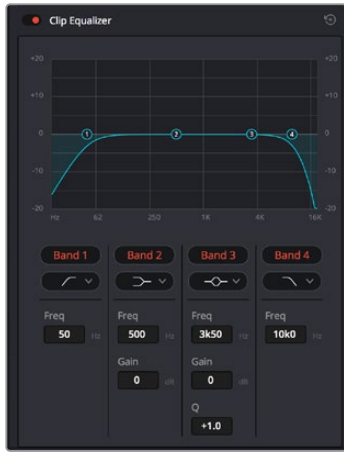 Clip Equalizer
+20 +20
+10 +10
0 0
-10 -10
-20 -20
1 2 3 4
Hz 62 250 1K 4K 16K
Band 1 Band 2 Band 3 Band 4
Freq Freq Freq Freq
50 Hz 500 Hz 3k50 Hz 10k0 Hz
Gain Gain
0 dB 0 dB
Q
+1.0